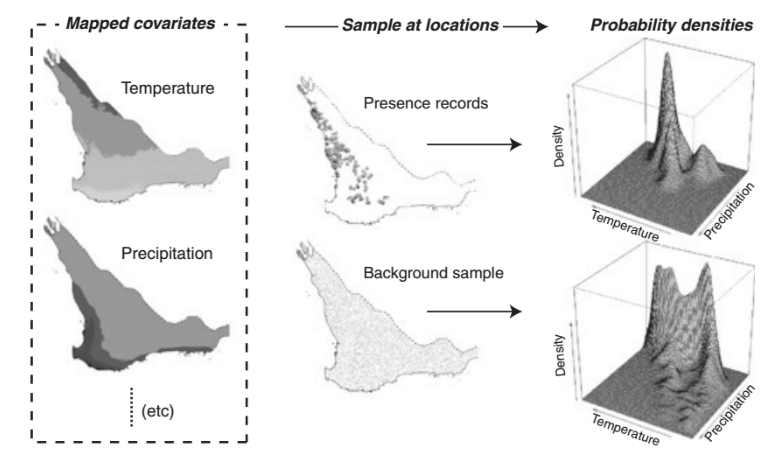 Mapped covariates
Sample at locations
Probability densities
Temperature
Presence records
Density
Temperature
Precipitation
Precipitation
Background sample
Density
Temperature
Precipitation
(etc)